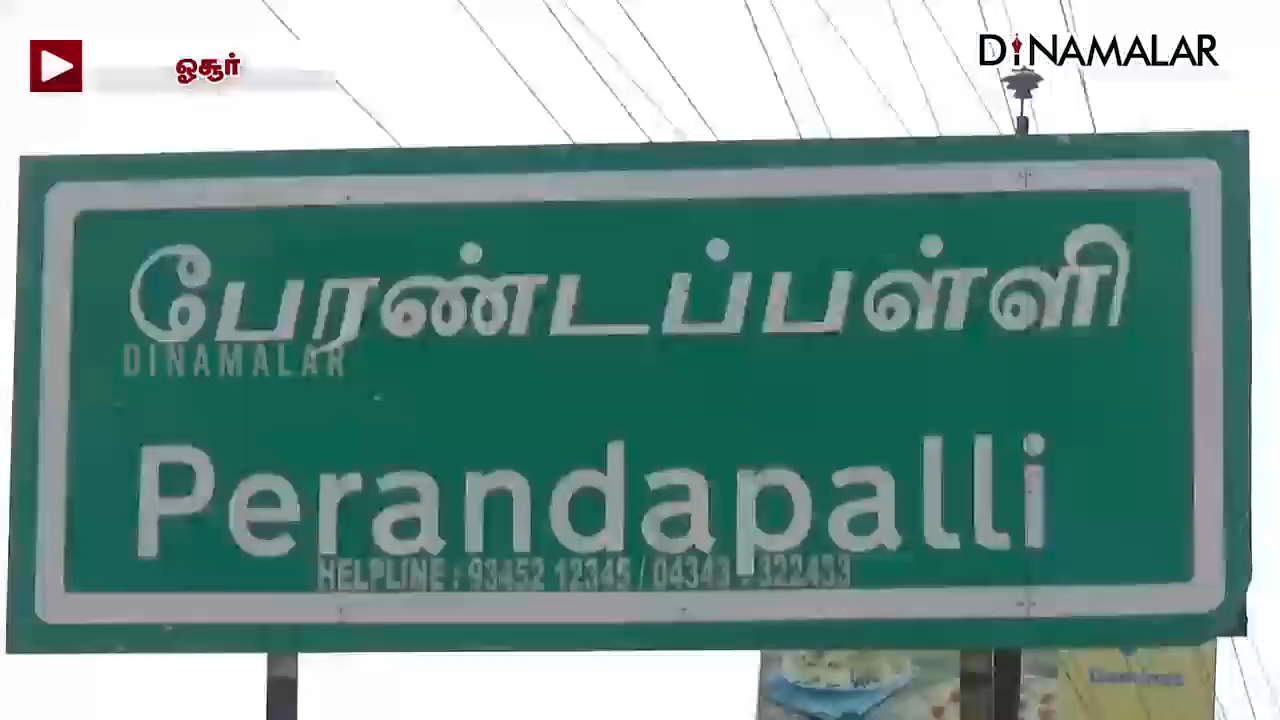 ஓசூர்
DINAMALAR
பேரண்டப்பள்ளி
DINAMALAR
Perandapalli
HELPLINE : 93452 12345 / 04343 - 322433